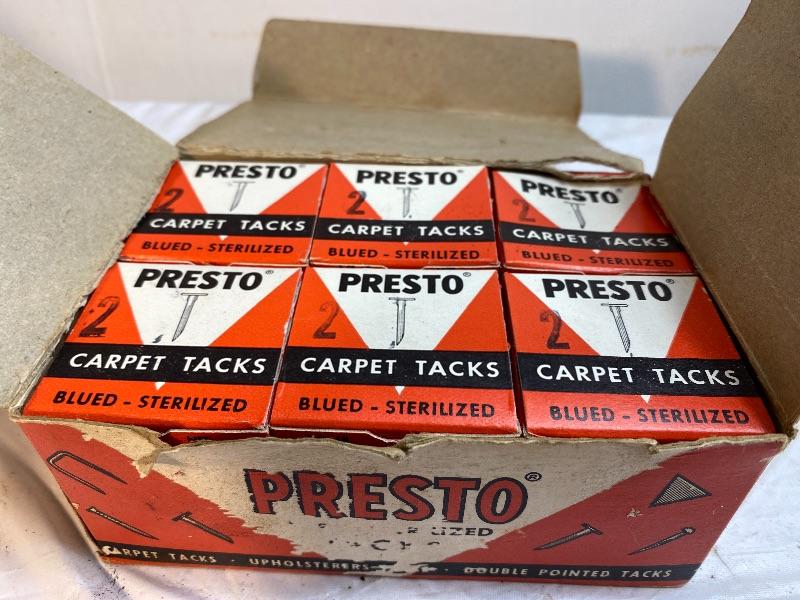 PRESTO®
2
CARPET TACKS
BLUED - STERILIZED
PRESTO®
2
CARPET TACKS
BLUED - STERILIZED
PRESTO®
2
CARPET TACKS
BLUED - STERILIZED
PRESTO®
2
CARPET TACKS
BLUED - STERILIZED
PRESTO®
2
CARPET TACKS
BLUED - STERILIZED
PRESTO®
2
CARPET TACKS
BLUED - STERILIZED
PRESTO®
CARPET TACKS · UPHOLSTERERS · DOUBLE POINTED TACKS